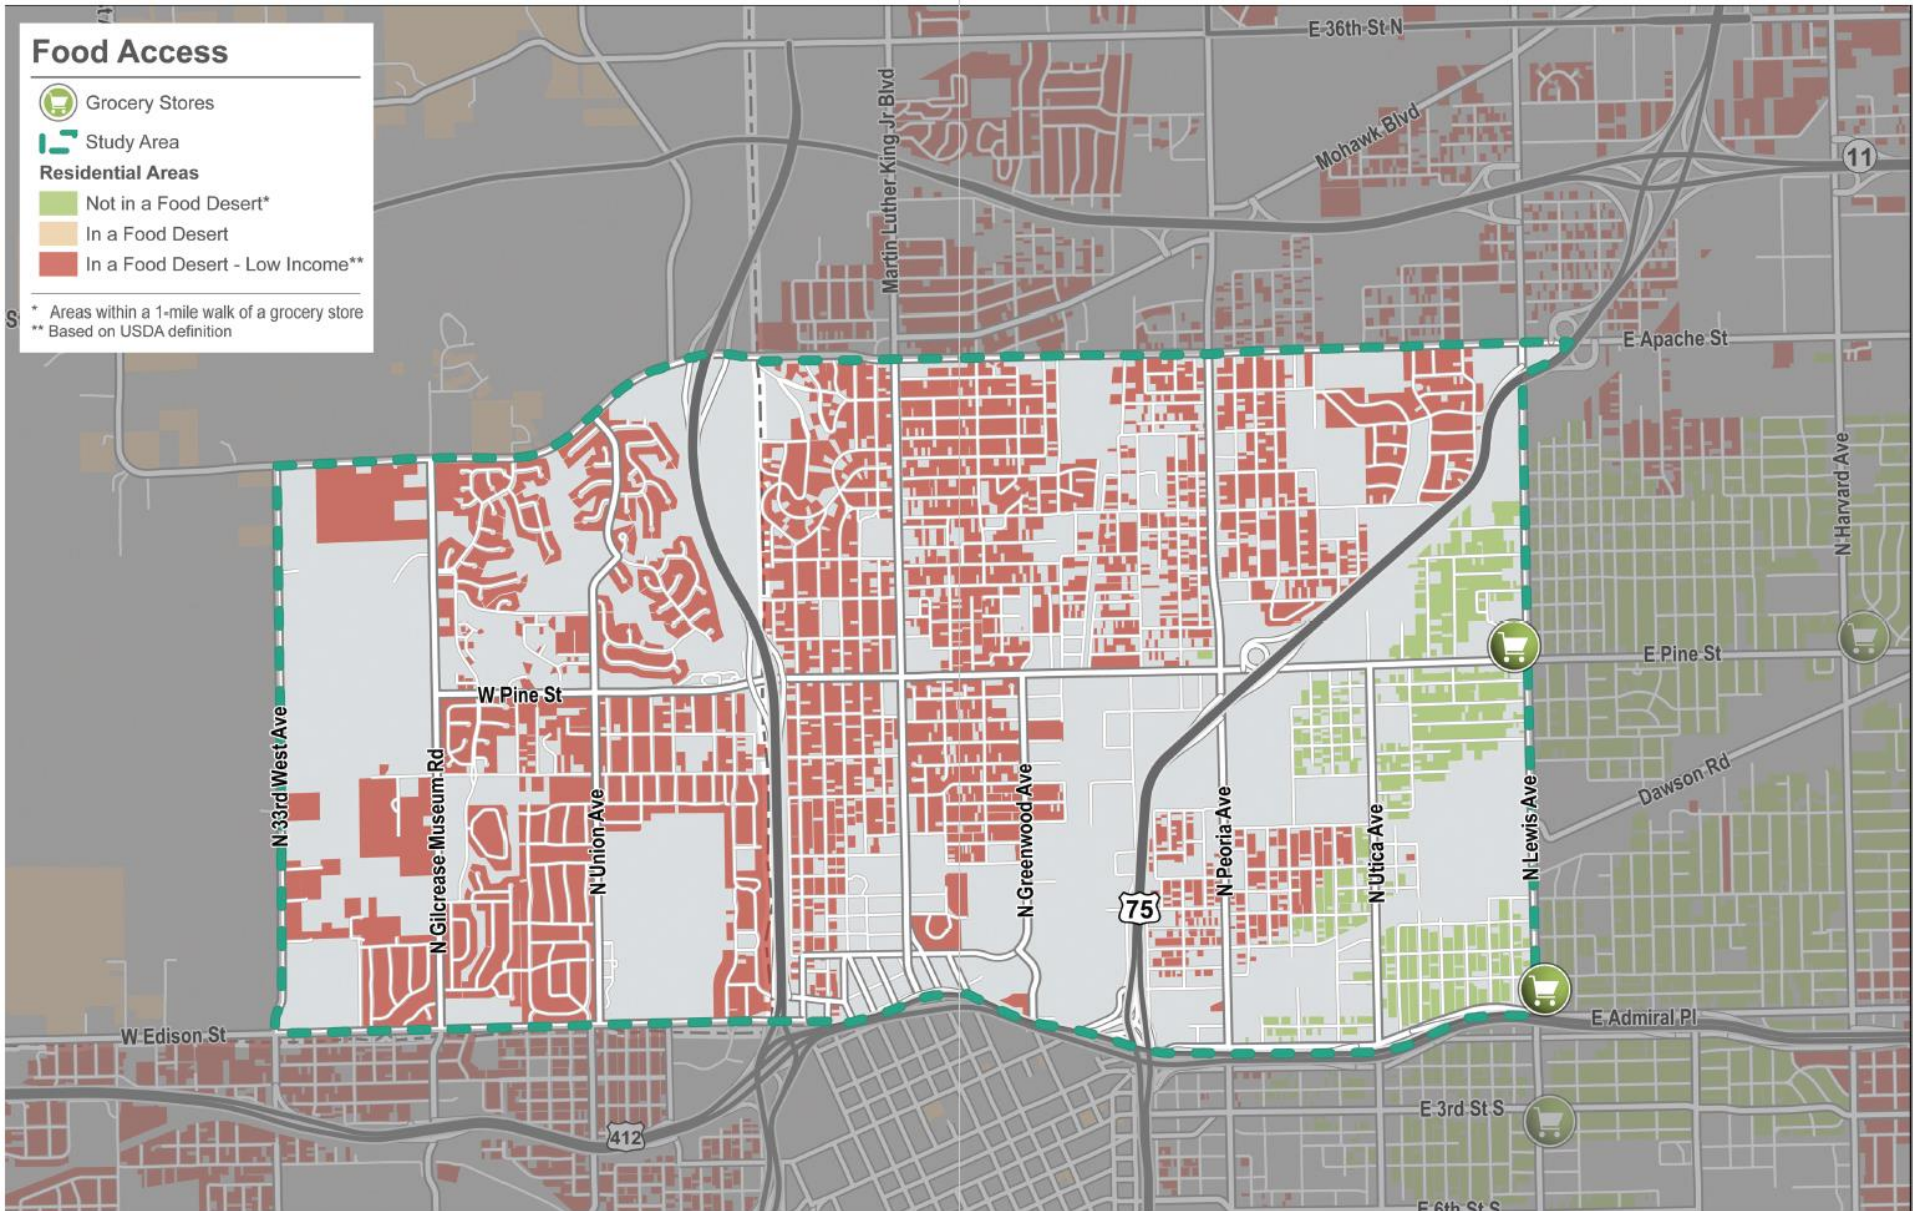 Food Access
Grocery Stores
Study Area
Residential Areas
Not in a Food Desert*
In a Food Desert
In a Food Desert - Low Income**
* Areas within a 1-mile walk of a grocery store
** Based on USDA definition
E 36th St N
Martin Luther King Jr Blvd
Mohawk Blvd
11
E Apache St
N Harvard Ave
E Pine St
W Pine St
N 33rd West Ave
N Gilcrease Museum Rd
N Union Ave
N Greenwood Ave
75
N Peoria Ave
N Utica Ave
N Lewis Ave
Dawson Rd
W Edison St
E Admiral Pl
412
E 3rd St S
E 6th St S